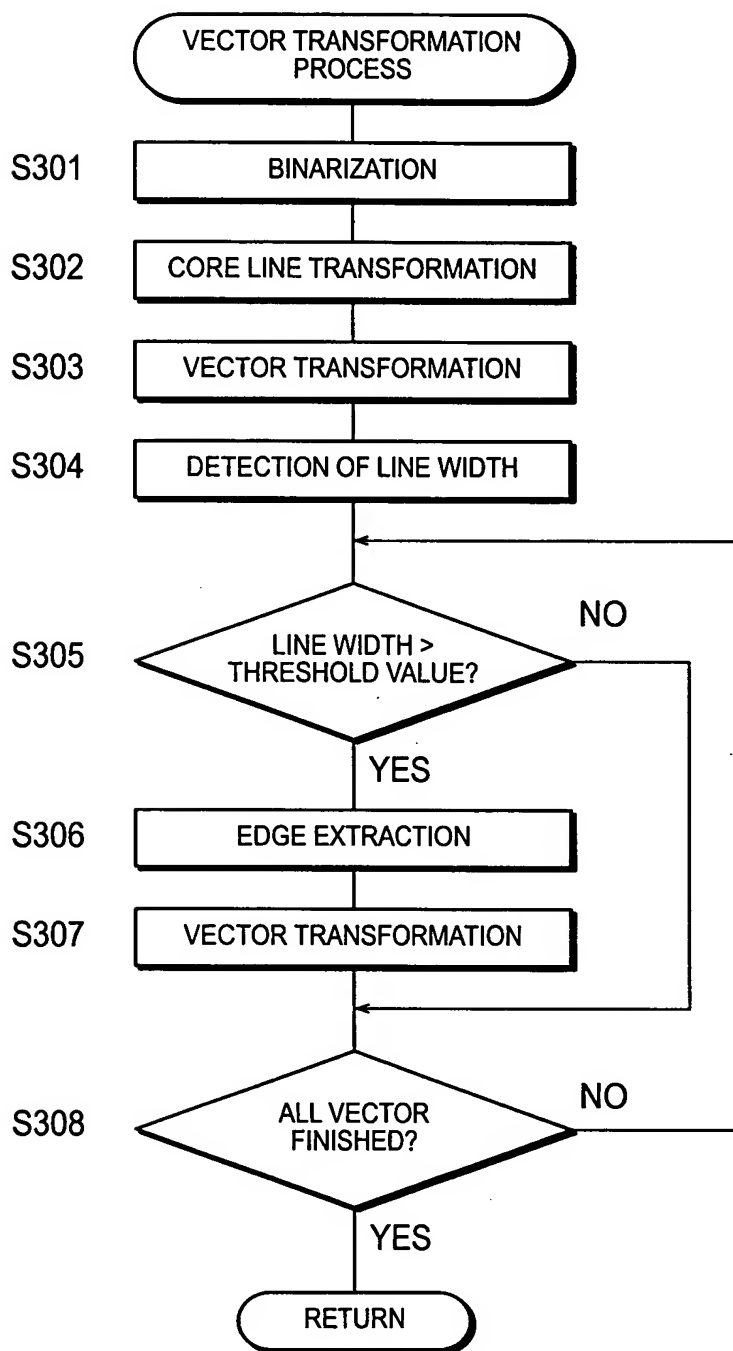 VECTOR TRANSFORMATION
PROCESS
S301
BINARIZATION
S302
CORE LINE TRANSFORMATION
S303
VECTOR TRANSFORMATION
S304
DETECTION OF LINE WIDTH
S305
LINE WIDTH >
THRESHOLD VALUE?
NO
YES
S306
EDGE EXTRACTION
S307
VECTOR TRANSFORMATION
S308
ALL VECTOR
FINISHED?
NO
YES
RETURN